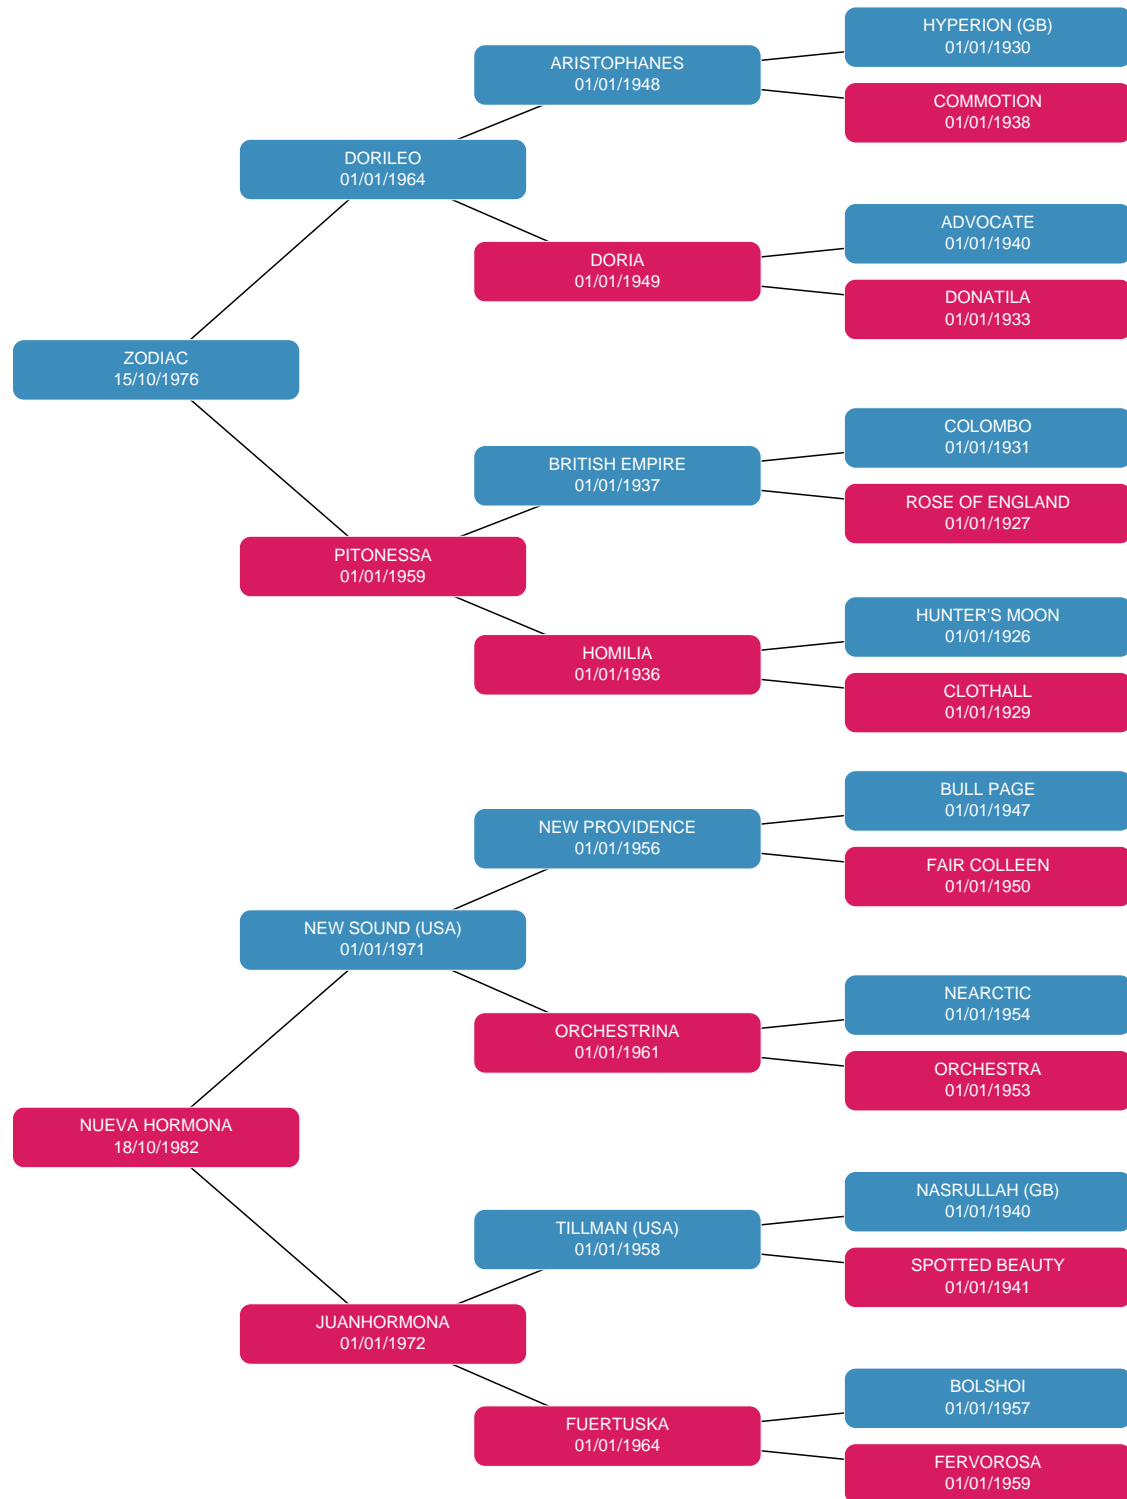 HYPERION (GB)
01/01/1930
ARISTOPHANES
01/01/1948
COMMOTION
01/01/1938
DORILEO
01/01/1964
ADVOCATE
01/01/1940
DORIA
01/01/1949
DONATILA
01/01/1933
ZODIAC
15/10/1976
COLOMBO
01/01/1931
BRITISH EMPIRE
01/01/1937
ROSE OF ENGLAND
01/01/1927
PITONESSA
01/01/1959
HUNTER'S MOON
01/01/1926
HOMILIA
01/01/1936
CLOTHALL
01/01/1929
BULL PAGE
01/01/1947
NEW PROVIDENCE
01/01/1956
FAIR COLLEEN
01/01/1950
NEW SOUND (USA)
01/01/1971
NEARCTIC
01/01/1954
ORCHESTRINA
01/01/1961
ORCHESTRA
01/01/1953
NUEVA HORMONA
18/10/1982
NASRULLAH (GB)
01/01/1940
TILLMAN (USA)
01/01/1958
SPOTTED BEAUTY
01/01/1941
JUANHORMONA
01/01/1972
BOLSHOI
01/01/1957
FUERTUSKA
01/01/1964
FERVOROSA
01/01/1959